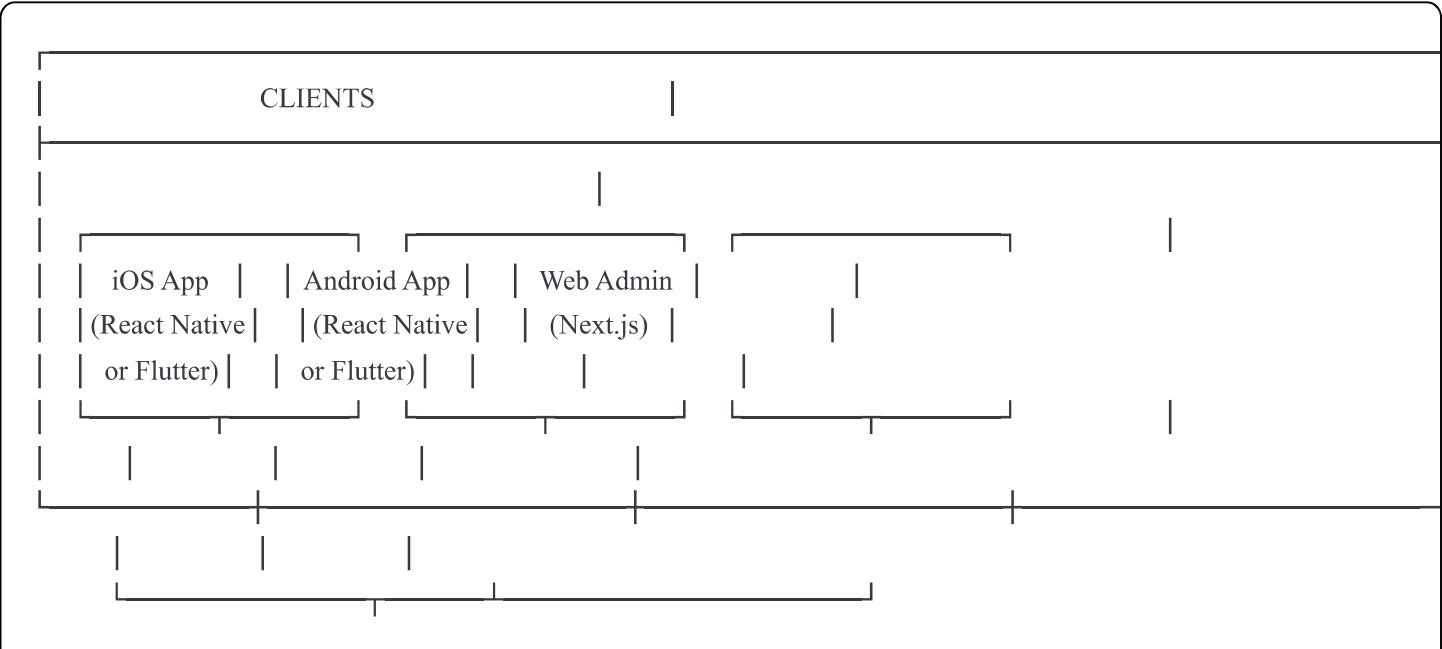 CLIENTS
iOS App Android App Web Admin
(React Native (React Native (Next.js)
or Flutter) or Flutter)